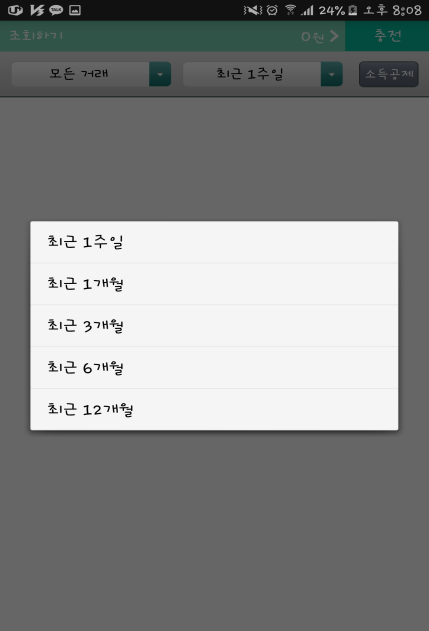 TALK 24% 오후 8:08
조회하기 0원 충전
모든 거래 최근 1주일 소득공제
최근 1주일
최근 1개월
최근 3개월
최근 6개월
최근 12개월